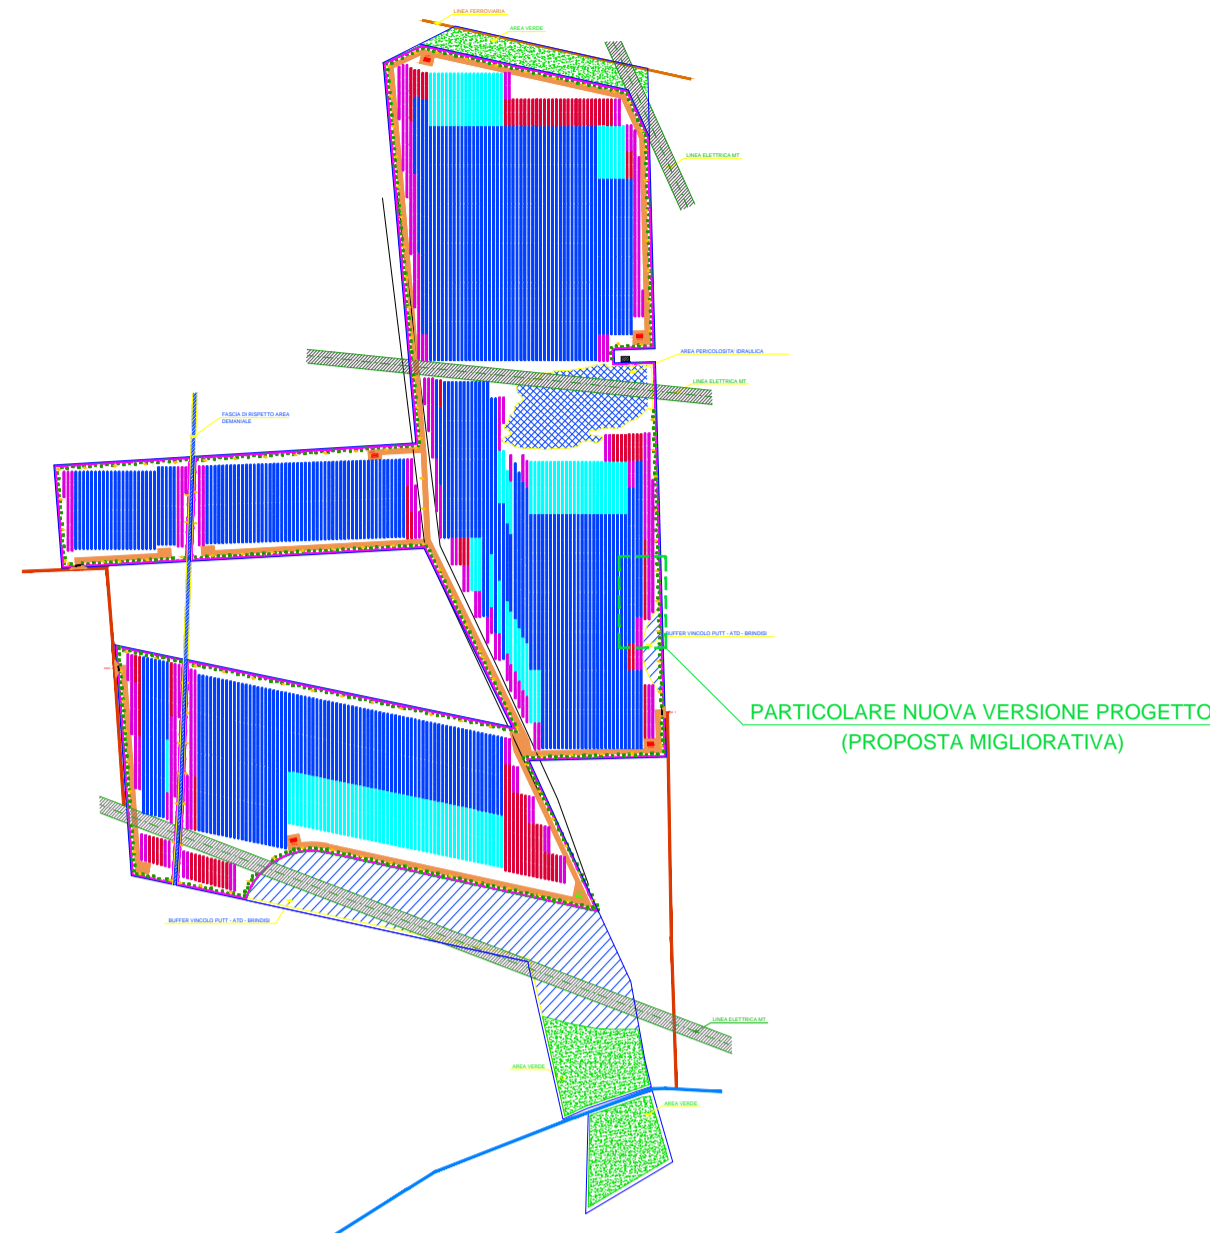 LINEA FERROVIARIA
AREA VERDE
LINEA ELETTRICA MT
AREA PERICOLOSITA' IDRAULICA
LINEA ELETTRICA MT
FASCIA DI RISPETTO AREA
DEMANIALE
BUFFER VINCOLO PUTT - ATD - BRINDISI
PARTICOLARE NUOVA VERSIONE PROGETTO
(PROPOSTA MIGLIORATIVA)
BUFFER VINCOLO PUTT - ATD - BRINDISI
LINEA ELETTRICA MT
AREA VERDE
AREA VERDE